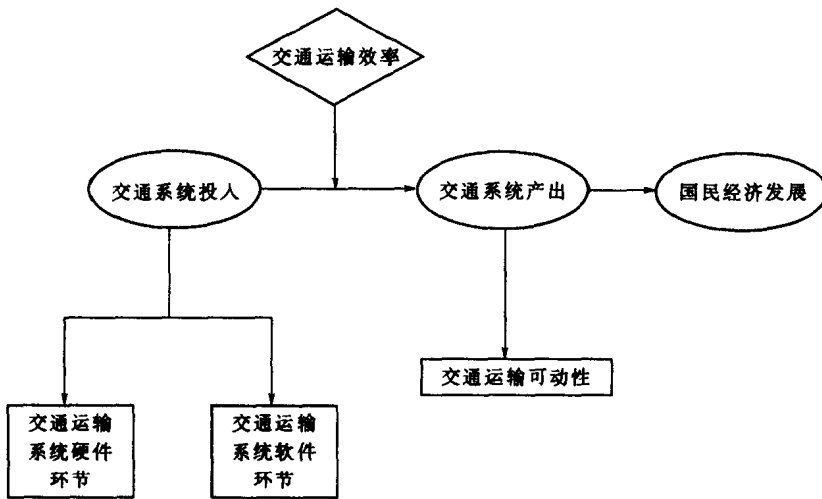 交通运输效率
交通系统投人
交通系统产出
国民经济发展
交通运输可动性
交通运输
系统硬件
环节
交通运输
系统软件
环节